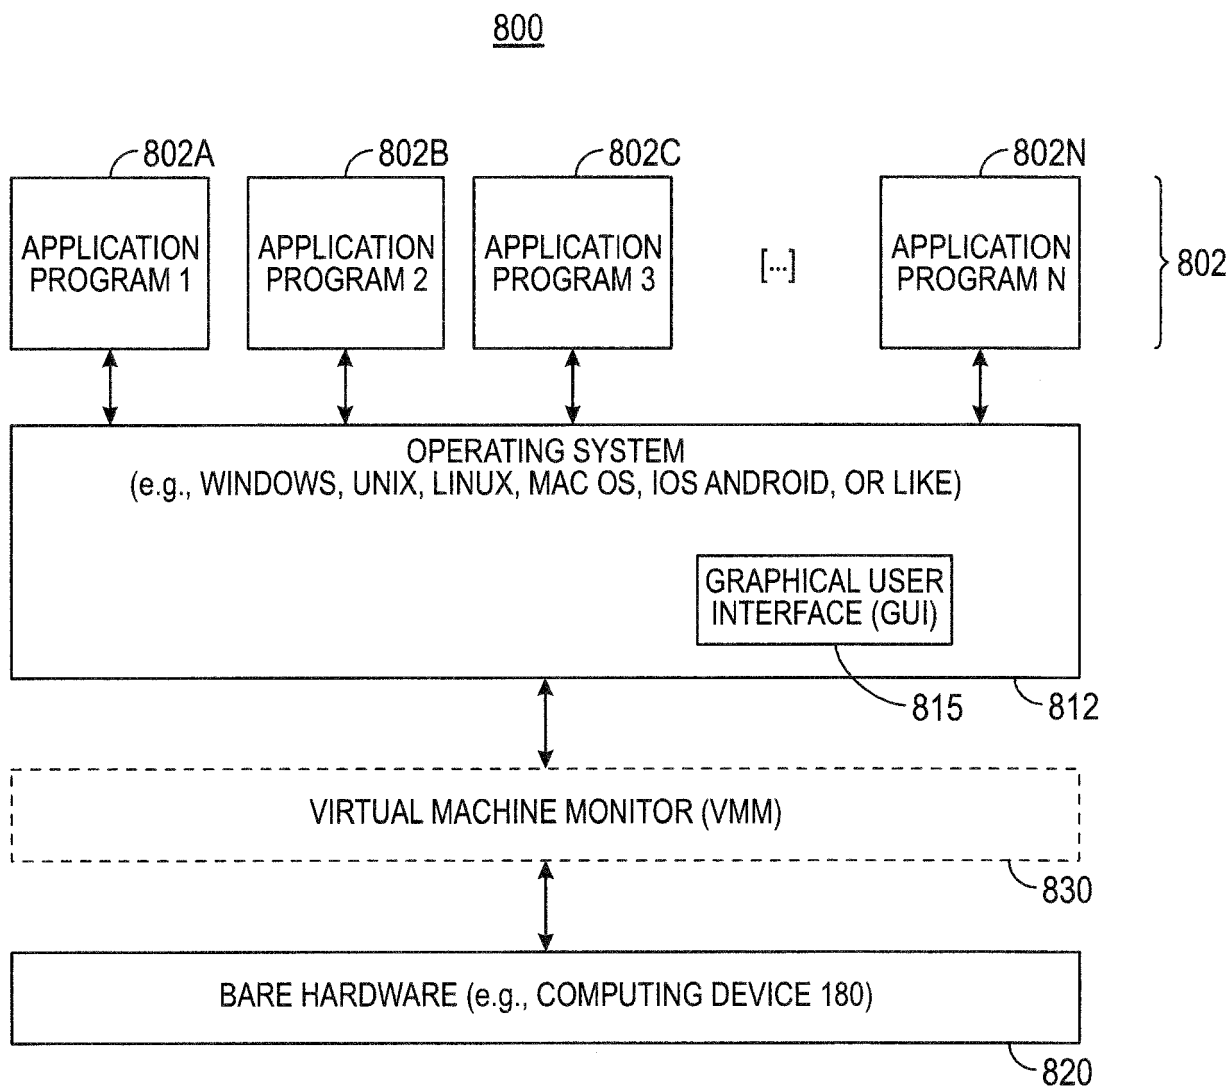 800
802A
802B
802C
802N
APPLICATION
PROGRAM 1
APPLICATION
PROGRAM 2
APPLICATION
PROGRAM 3
[...]
APPLICATION
PROGRAM N
802
OPERATING SYSTEM
(e.g., WINDOWS, UNIX, LINUX, MAC OS, IOS ANDROID, OR LIKE)
GRAPHICAL USER
INTERFACE (GUI)
815
812
VIRTUAL MACHINE MONITOR (VMM)
830
BARE HARDWARE (e.g., COMPUTING DEVICE 180)
820